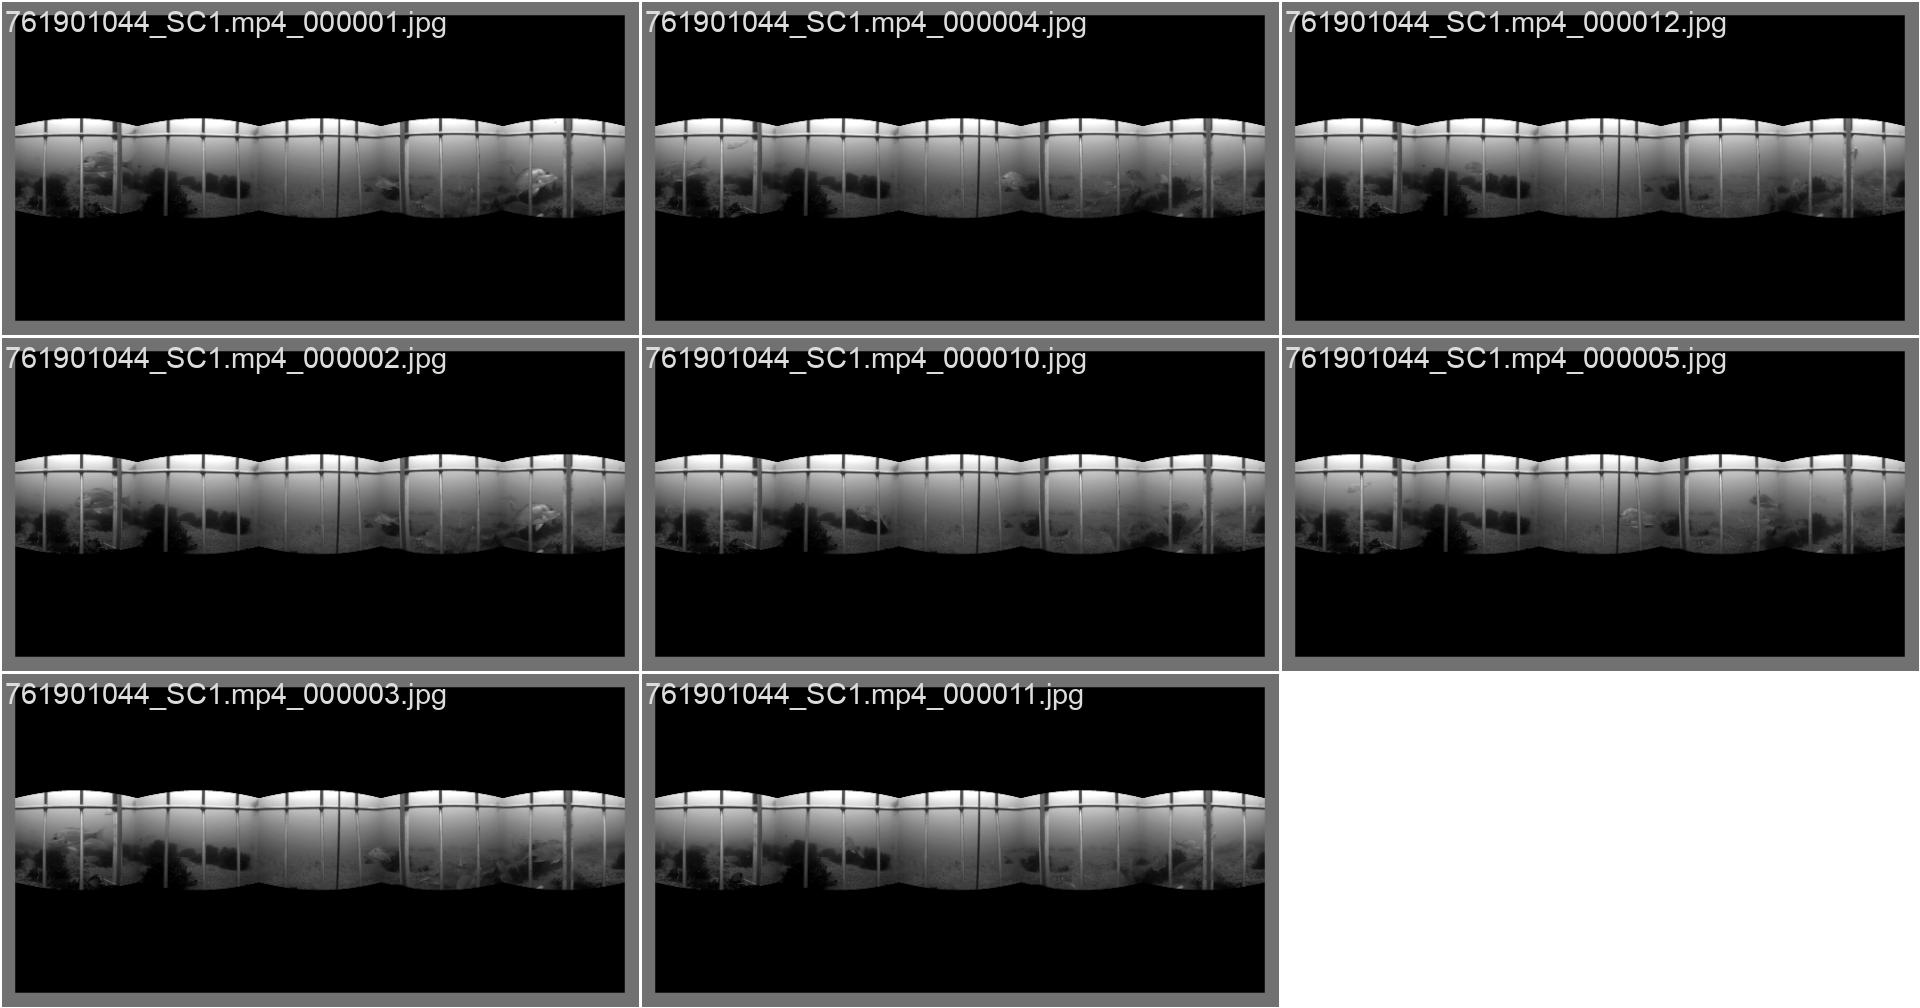 761901044_SC1.mp4_000001.jpg
761901044_SC1.mp4_000004.jpg
761901044_SC1.mp4_000012.jpg
761901044_SC1.mp4_000002.jpg
761901044_SC1.mp4_000010.jpg
761901044_SC1.mp4_000005.jpg
761901044_SC1.mp4_000003.jpg
761901044_SC1.mp4_000011.jpg